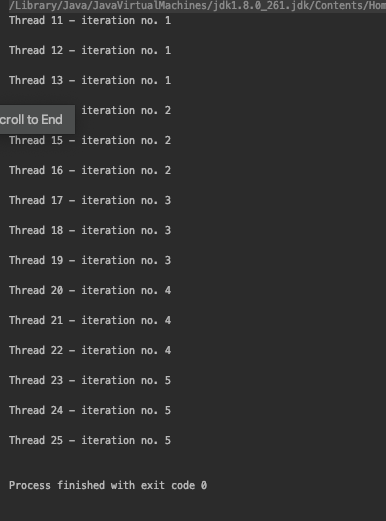 /Library/Java/JavaVirtualMachines/jdk1.8.0_261.jdk/Contents/Hom
Thread 11 – iteration no. 1
Thread 12 – iteration no. 1
Thread 13 – iteration no. 1
iteration no. 2
croll to End
Thread 15 – iteration no. 2
Thread 16 – iteration no. 2
Thread 17 – iteration no. 3
Thread 18 – iteration no. 3
Thread 19 – iteration no. 3
Thread 20 – iteration no. 4
Thread 21 – iteration no. 4
Thread 22 – iteration no. 4
Thread 23 – iteration no. 5
Thread 24 – iteration no. 5
Thread 25 – iteration no. 5
Process finished with exit code 0